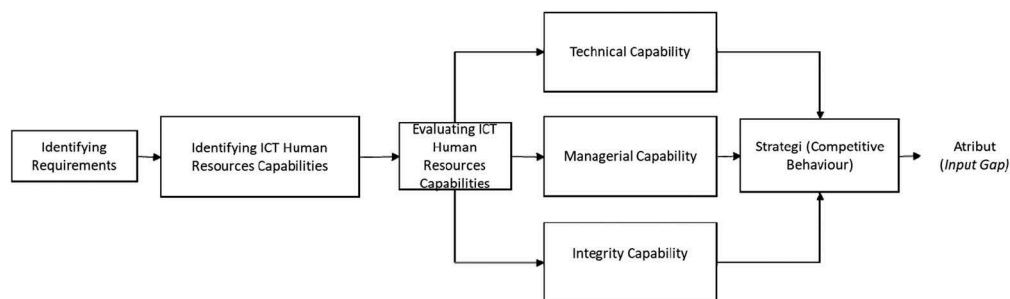 Technical Capability
Identifying
Requirements
Identifying ICT Human
Resources Capabilities
Evaluating ICT
Human
Resources
Capabilities
Managerial Capability
Strategi (Competitive
Behaviour)
Atribut
(Input Gap)
Integrity Capability